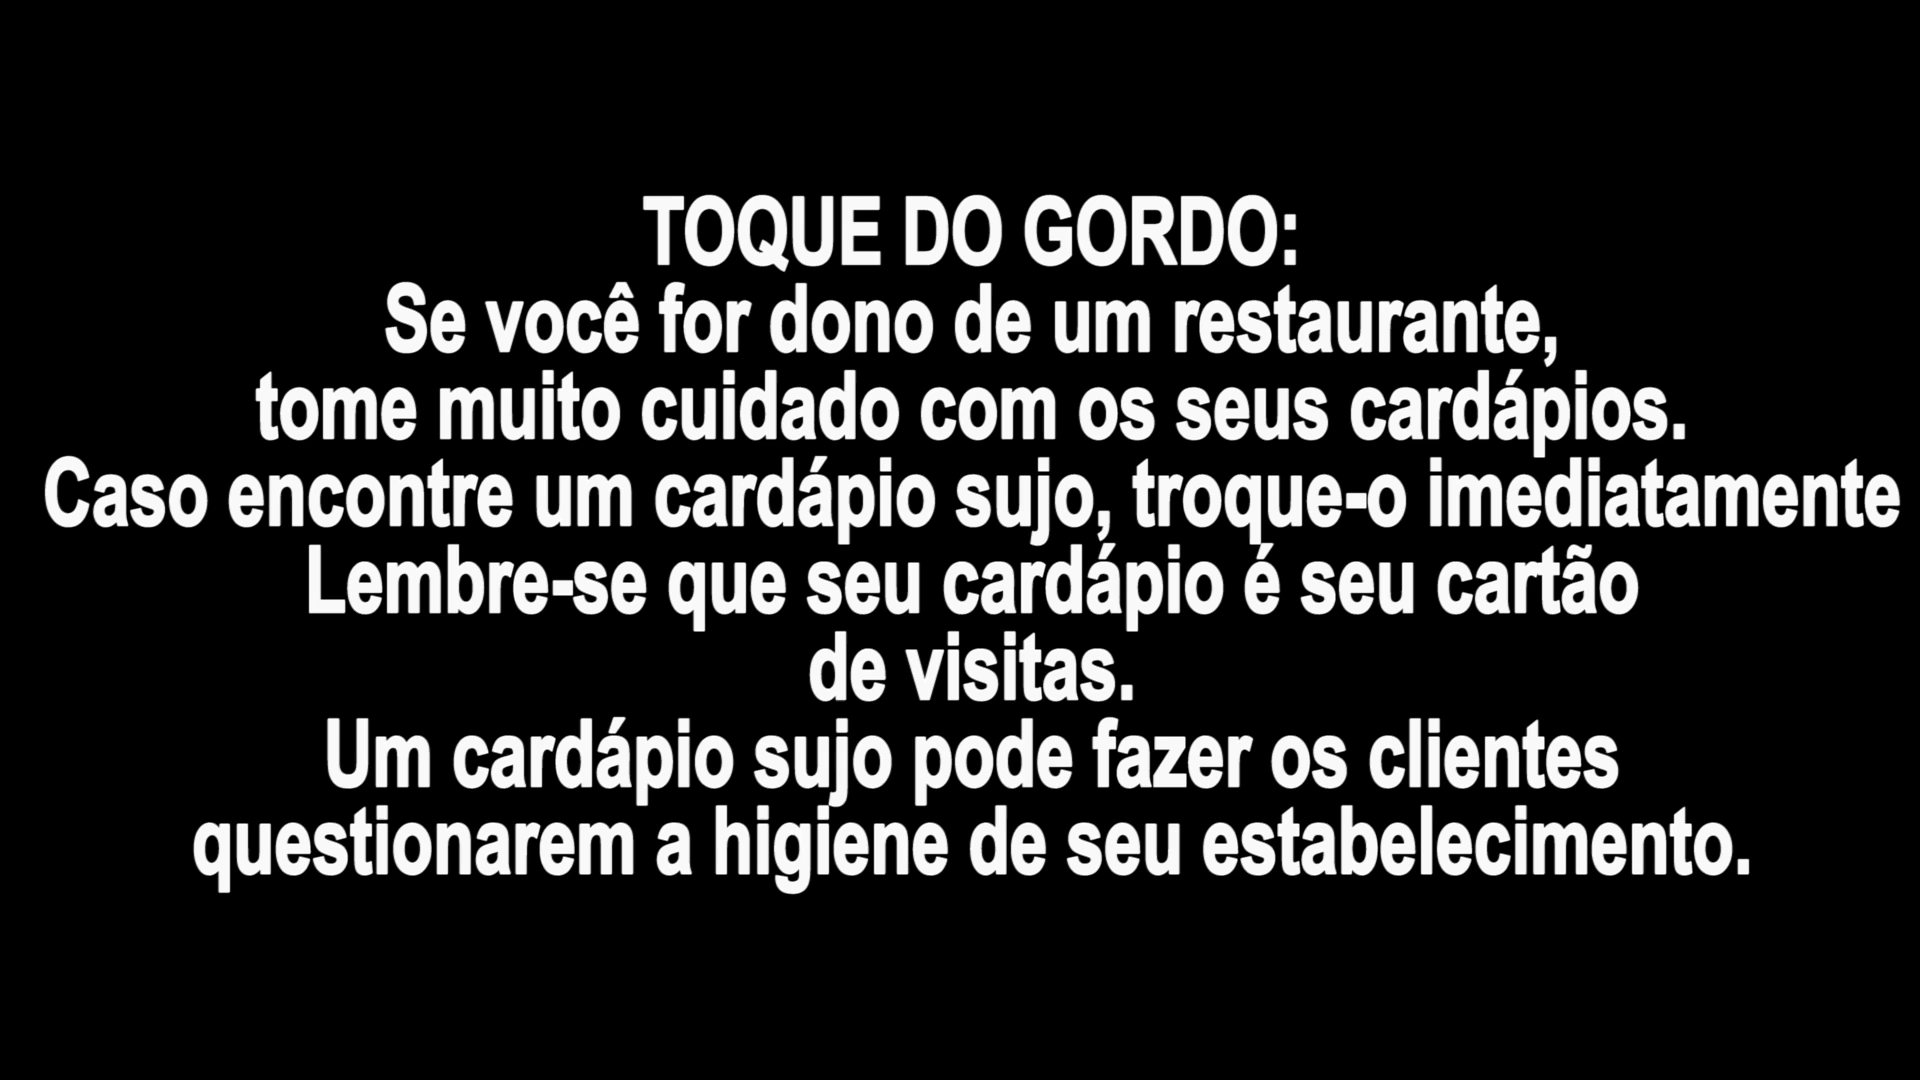 TOQUE DO GORDO:
Se você for dono de um restaurante,
tome muito cuidado com os seus cardápios.
Caso encontre um cardápio sujo, troque-o imediatamente
Lembre-se que seu cardápio é seu cartão
de visitas.
Um cardápio sujo pode fazer os clientes
questionarem a higiene de seu estabelecimento.